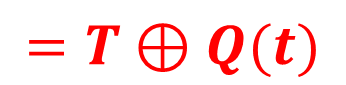 = T ⊕ Q(t)